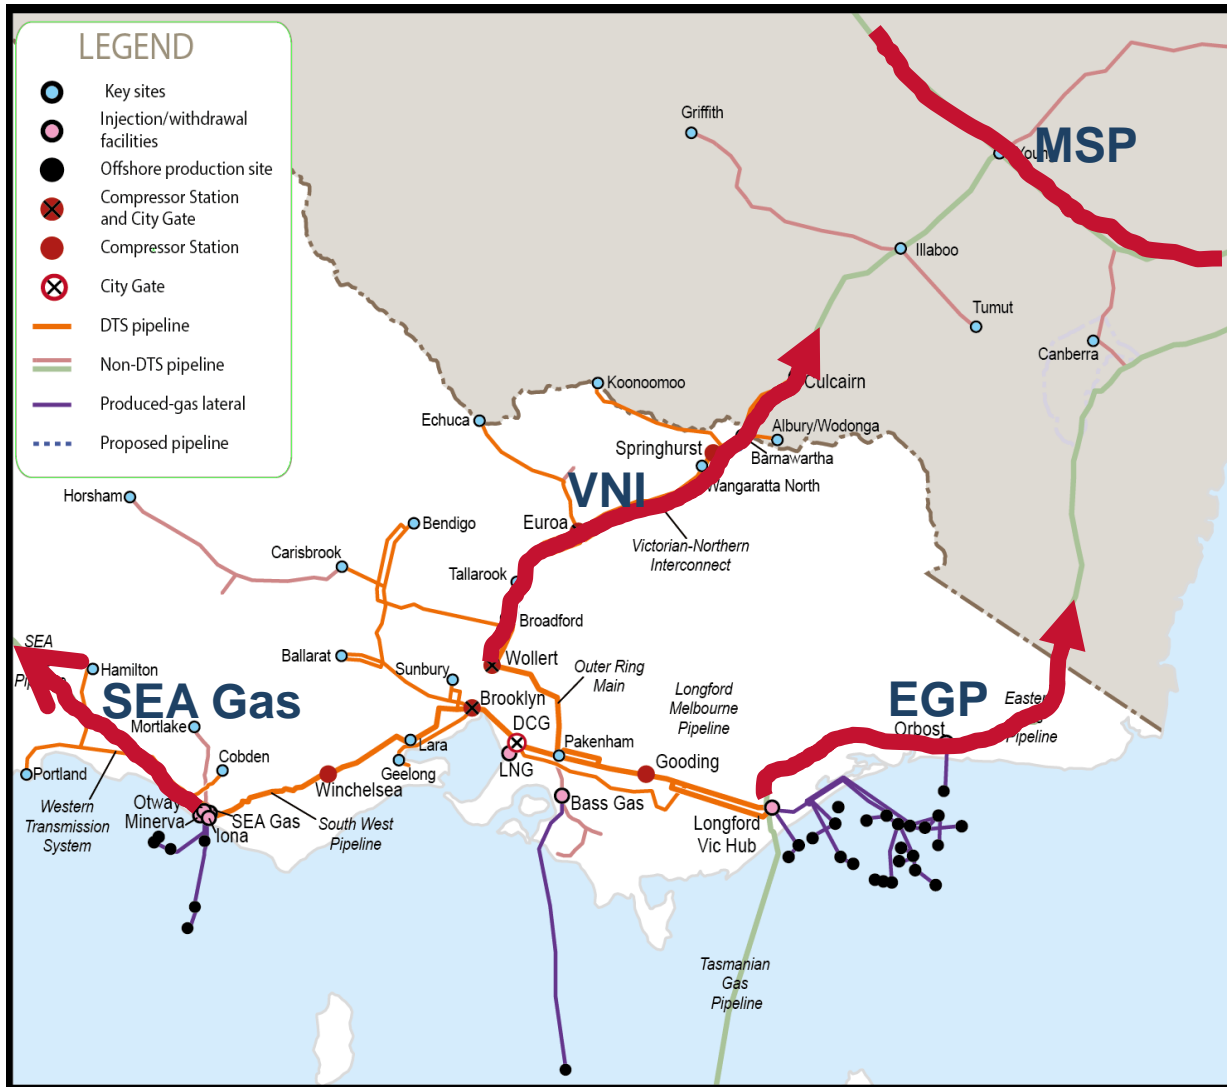 LEGEND
Key sites
Injection/withdrawal
facilities
Offshore production site
Compressor Station
and City Gate
Compressor Station
City Gate
DTS pipeline
Non-DTS pipeline
Produced-gas lateral
Proposed pipeline
Griffith
MSP
Illaboo
Tumut
Canberra
Culcairn
Koonoomoo
Echuca
Albury/Wodonga
Springhurst
Barnawartha
Wangaratta North
VNI
Horsham
Bendigo
Euroa
Victorian-Northern
Interconnect
Carisbrook
Tallarook
Broadford
SEA
Hamilton
Ballarat
Sunbury
Wollert
Outer Ring
Main
Longford
Melbourne
Pipeline
SEA Gas
EGP
Brooklyn
DCG
Orbost
Pipeline
Mortlake
Cobden
Lara
Geelong
LNG
Pakenham
Gooding
Portland
Winchelsea
Western
Transmission
System
Otway
Minerva
SEA Gas
Iona
South West
Pipeline
Bass Gas
Longford
Vic Hub
Tasmanian
Gas
Pipeline